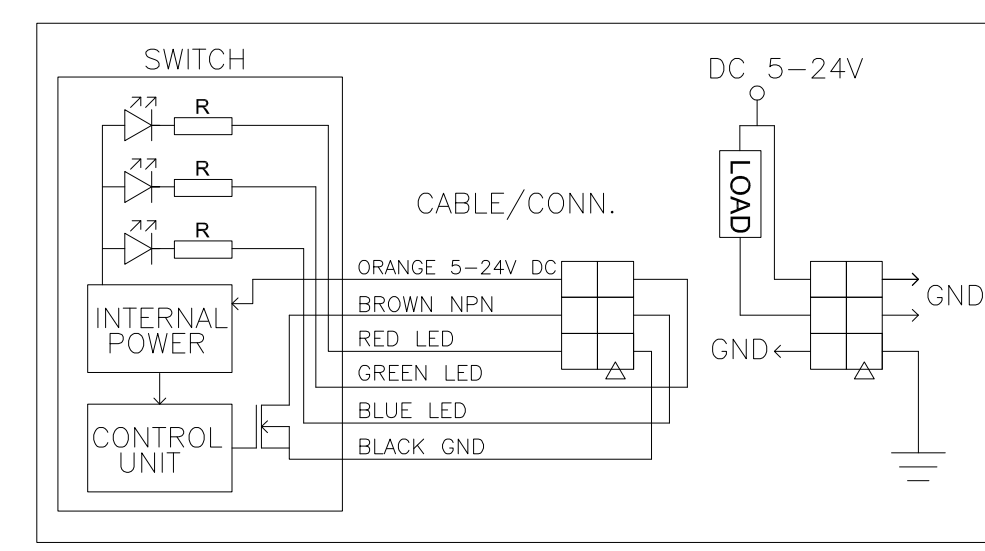 SWITCH
R
R
R
INTERNAL
POWER
CONTROL
UNIT
CABLE/CONN.
ORANGE 5-24V DC
BROWN NPN
RED LED
GREEN LED
BLUE LED
BLACK GND
DC 5-24V
LOAD
GND
GND